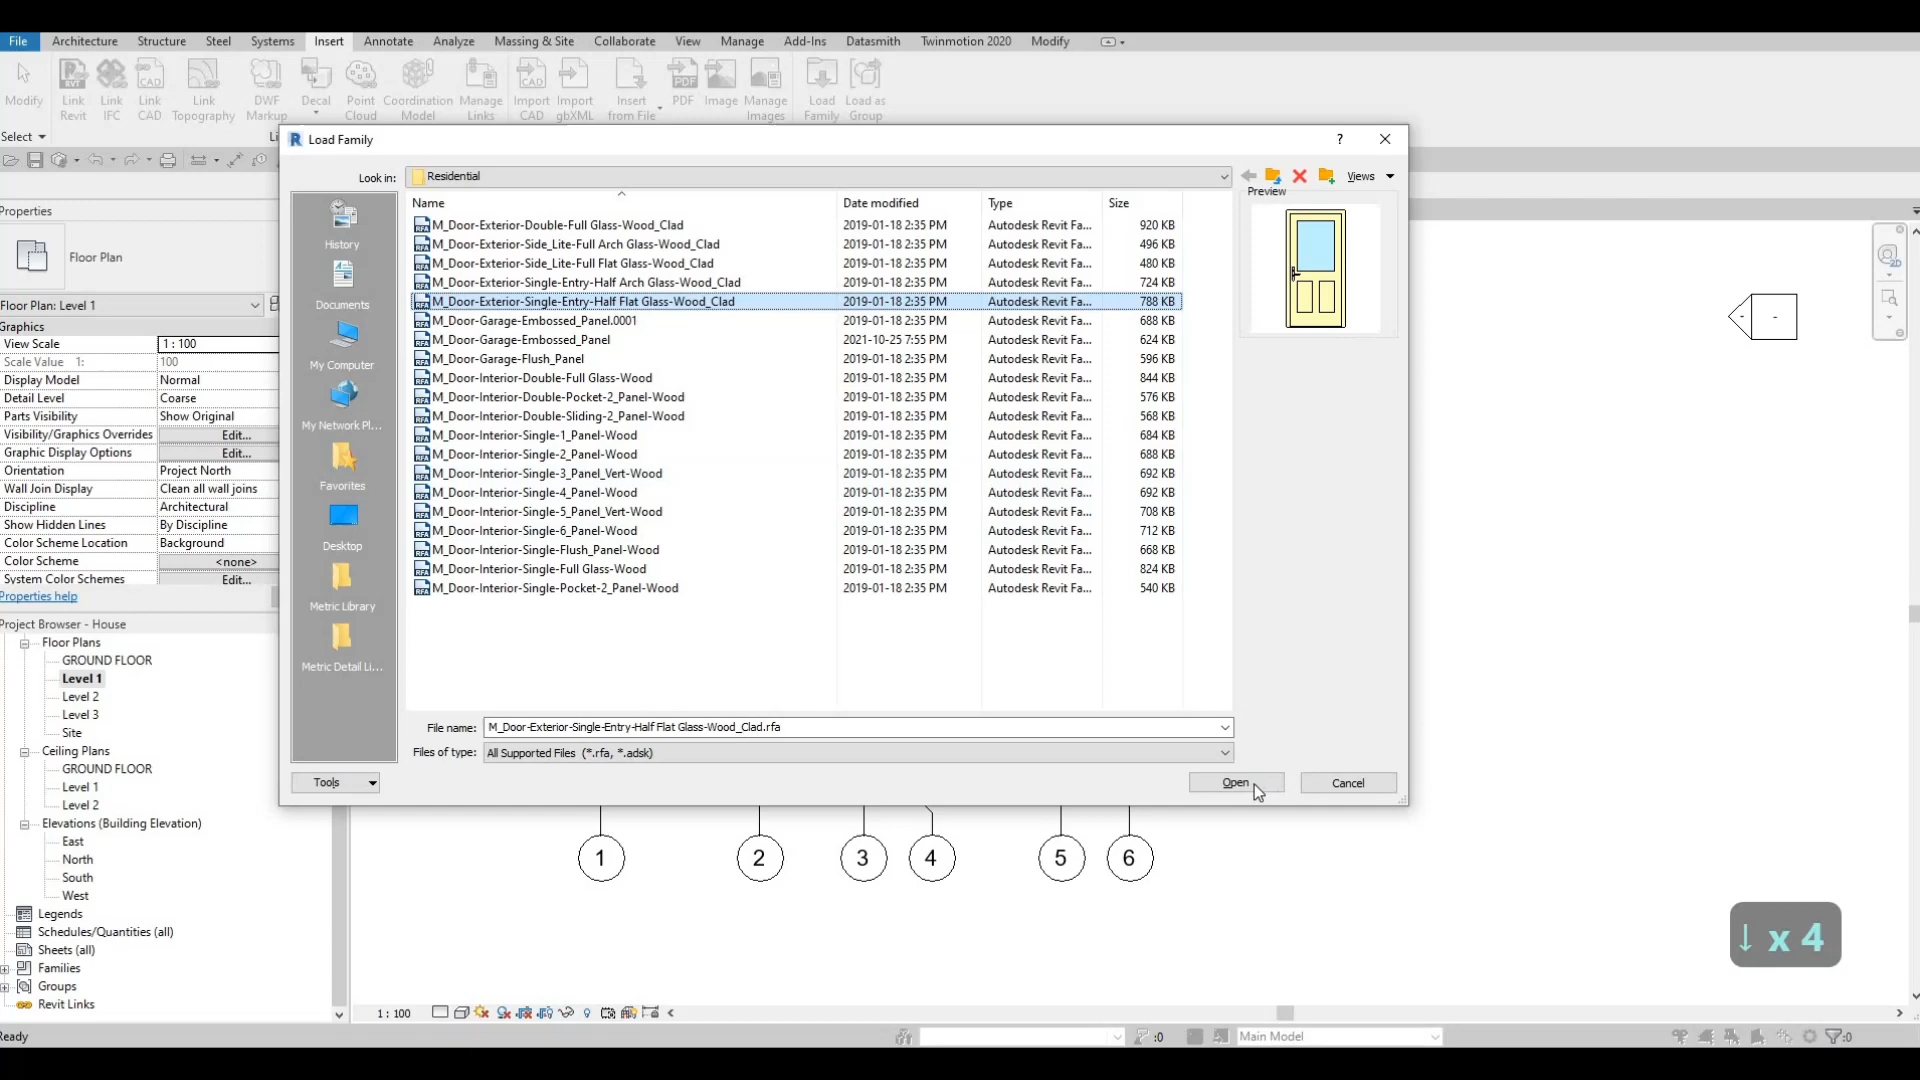 File Architecture Structure Steel Systems Insert Annotate Analyze Massing & Site Collaborate View Manage Add-Ins Datasmith Twinmotion 2020 Modify
Modify
Link Revit
Link IFC
Link CAD
Link Topography
DWF Markup
Decal
Point Cloud
Coordination Model
Manage Links
Import CAD
Import gbXML
Insert from File
PDF
Image
Manage Images
Load Family
Load as Group
Select
Load Family
?
Look in: Residential
Views
Preview
History
Documents
My Computer
My Network Pl...
Favorites
Desktop
Metric Library
Metric Detail Li...
Name Date modified Type Size
M_Door-Exterior-Double-Full Glass-Wood_Clad 2019-01-18 2:35 PM Autodesk Revit Fa... 920 KB
M_Door-Exterior-Side_Lite-Full Arch Glass-Wood_Clad 2019-01-18 2:35 PM Autodesk Revit Fa... 496 KB
M_Door-Exterior-Side_Lite-Full Flat Glass-Wood_Clad 2019-01-18 2:35 PM Autodesk Revit Fa... 480 KB
M_Door-Exterior-Single-Entry-Half Arch Glass-Wood_Clad 2019-01-18 2:35 PM Autodesk Revit Fa... 724 KB
M_Door-Exterior-Single-Entry-Half Flat Glass-Wood_Clad 2019-01-18 2:35 PM Autodesk Revit Fa... 788 KB
M_Door-Garage-Embossed_Panel.0001 2019-01-18 2:35 PM Autodesk Revit Fa... 688 KB
M_Door-Garage-Embossed_Panel 2021-10-25 7:55 PM Autodesk Revit Fa... 624 KB
M_Door-Garage-Flush_Panel 2019-01-18 2:35 PM Autodesk Revit Fa... 596 KB
M_Door-Interior-Double-Full Glass-Wood 2019-01-18 2:35 PM Autodesk Revit Fa... 844 KB
M_Door-Interior-Double-Pocket-2_Panel-Wood 2019-01-18 2:35 PM Autodesk Revit Fa... 576 KB
M_Door-Interior-Double-Sliding-2_Panel-Wood 2019-01-18 2:35 PM Autodesk Revit Fa... 568 KB
M_Door-Interior-Single-1_Panel-Wood 2019-01-18 2:35 PM Autodesk Revit Fa... 684 KB
M_Door-Interior-Single-2_Panel-Wood 2019-01-18 2:35 PM Autodesk Revit Fa... 688 KB
M_Door-Interior-Single-3_Panel_Vert-Wood 2019-01-18 2:35 PM Autodesk Revit Fa... 692 KB
M_Door-Interior-Single-4_Panel-Wood 2019-01-18 2:35 PM Autodesk Revit Fa... 692 KB
M_Door-Interior-Single-5_Panel_Vert-Wood 2019-01-18 2:35 PM Autodesk Revit Fa... 708 KB
M_Door-Interior-Single-6_Panel-Wood 2019-01-18 2:35 PM Autodesk Revit Fa... 712 KB
M_Door-Interior-Single-Flush_Panel-Wood 2019-01-18 2:35 PM Autodesk Revit Fa... 668 KB
M_Door-Interior-Single-Full Glass-Wood 2019-01-18 2:35 PM Autodesk Revit Fa... 824 KB
M_Door-Interior-Single-Pocket-2_Panel-Wood 2019-01-18 2:35 PM Autodesk Revit Fa... 540 KB
File name: M_Door-Exterior-Single-Entry-Half Flat Glass-Wood_Clad.rfa
Files of type: All Supported Files (*.rfa, *.adsk)
Tools Open Cancel
Properties
Floor Plan
Floor Plan: Level 1
Graphics
View Scale 1 : 100
Scale Value 1: 100
Display Model Normal
Detail Level Coarse
Parts Visibility Show Original
Visibility/Graphics Overrides Edit...
Graphic Display Options Edit...
Orientation Project North
Wall Join Display Clean all wall joins
Discipline Architectural
Show Hidden Lines By Discipline
Color Scheme Location Background
Color Scheme <none>
System Color Schemes Edit...
Properties help
Project Browser - House
Floor Plans
GROUND FLOOR
Level 1
Level 2
Level 3
Site
Ceiling Plans
GROUND FLOOR
Level 1
Level 2
Elevations (Building Elevation)
East
North
South
West
Legends
Schedules/Quantities (all)
Sheets (all)
Families
Groups
Revit Links
1 2 3 4 5 6
↓ x 4
1 : 100
Ready :0 Main Model :0